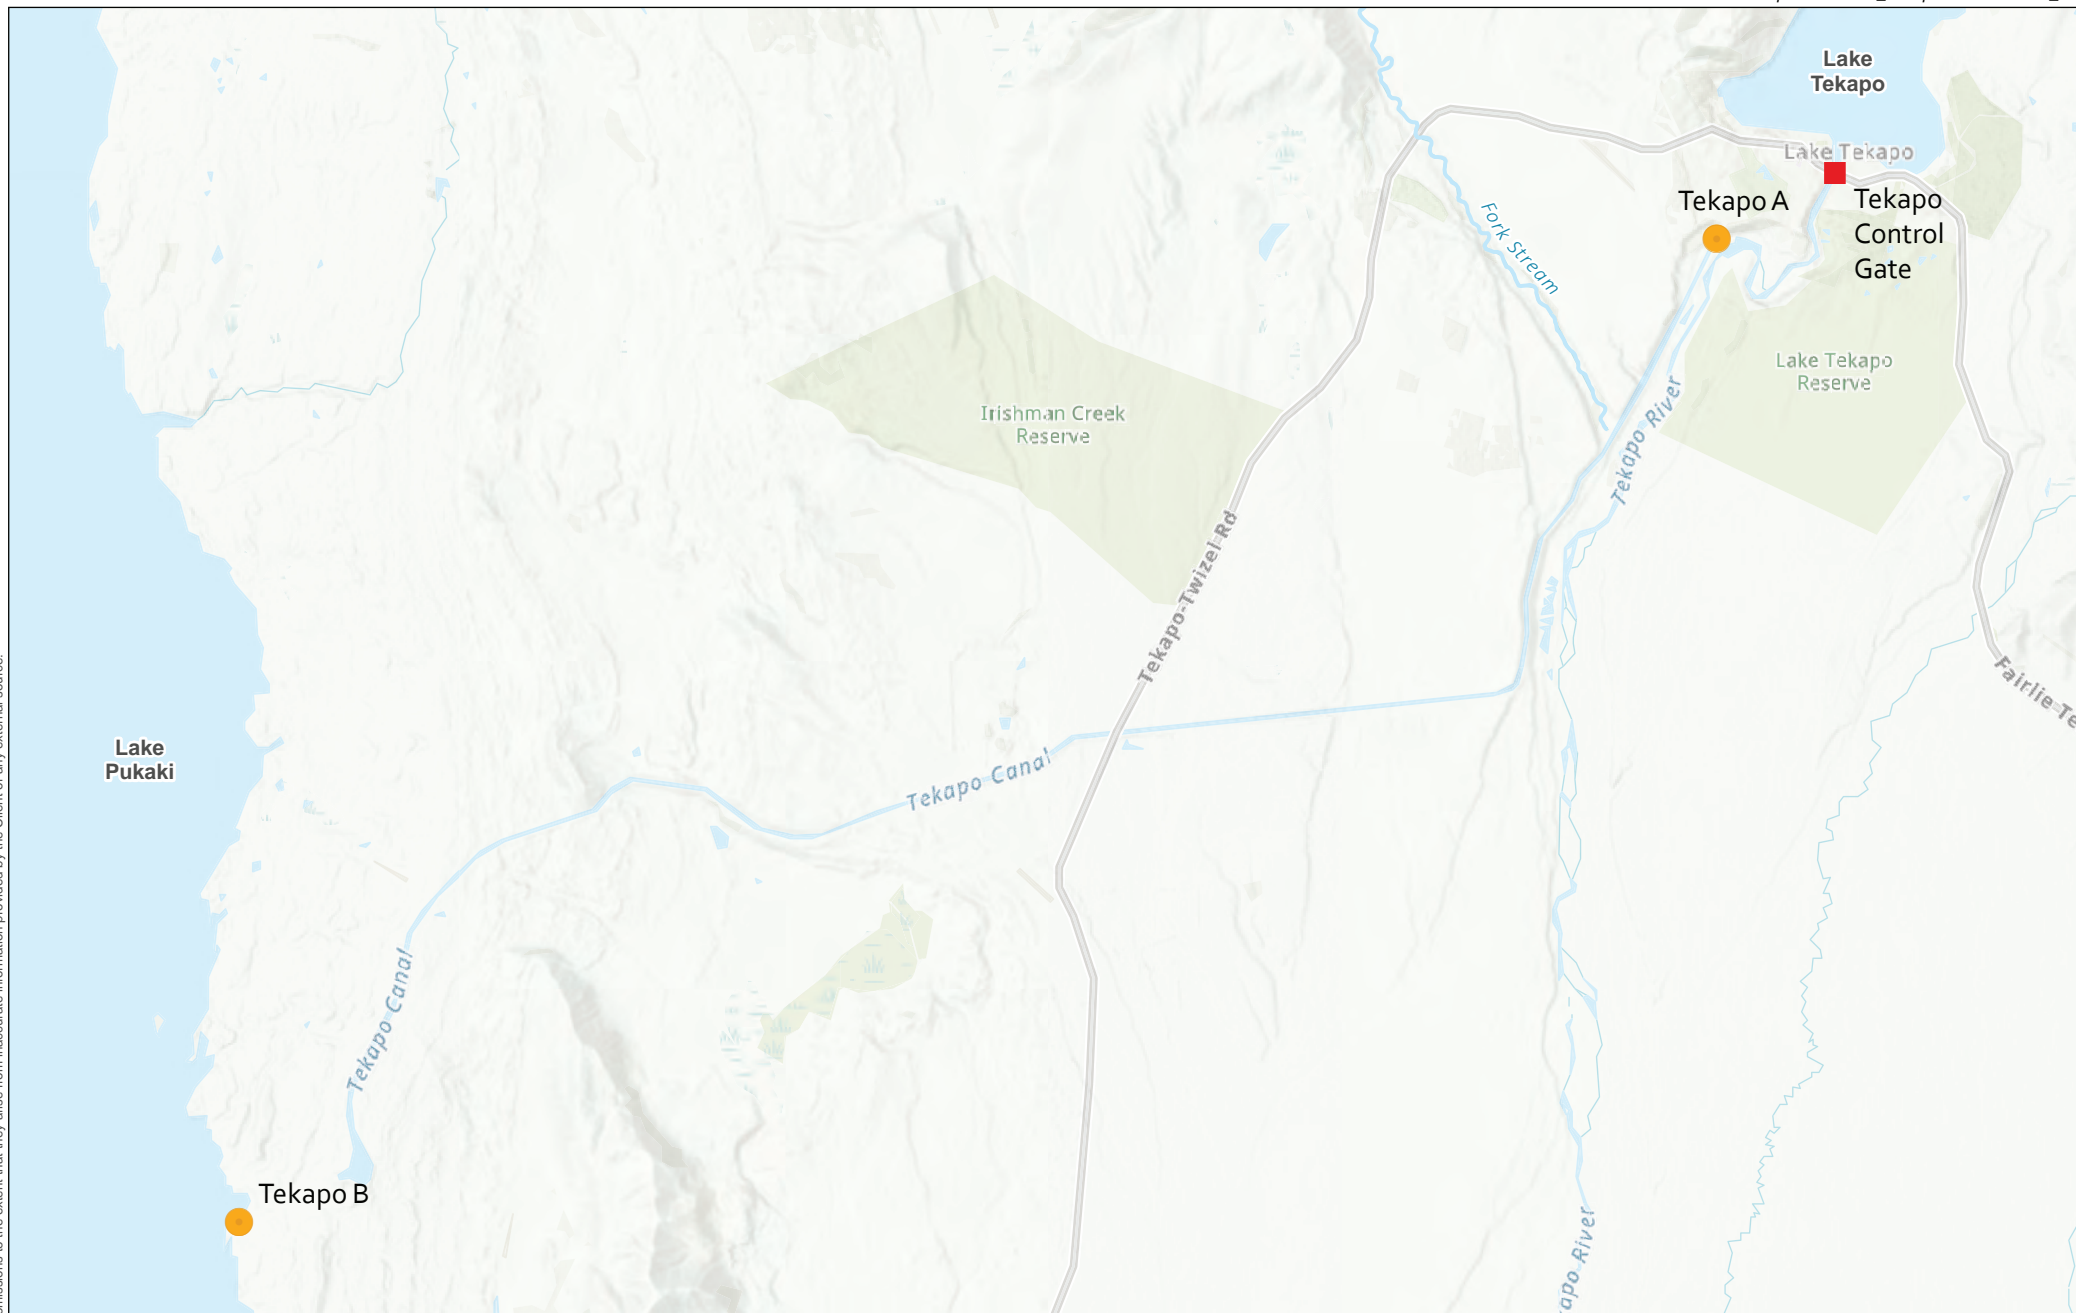 Lake
Tekapo
Lake Tekapo
Tekapo A
Tekapo
Control
Gate
Fork Stream
Lake Tekapo
Reserve
Tekapo River
Irishman Creek
Reserve
Tekapo-Twizel Rd
Fairlie-Te
Lake
Pukaki
Tekapo Canal
Tekapo Canal
Tekapo B
apo River